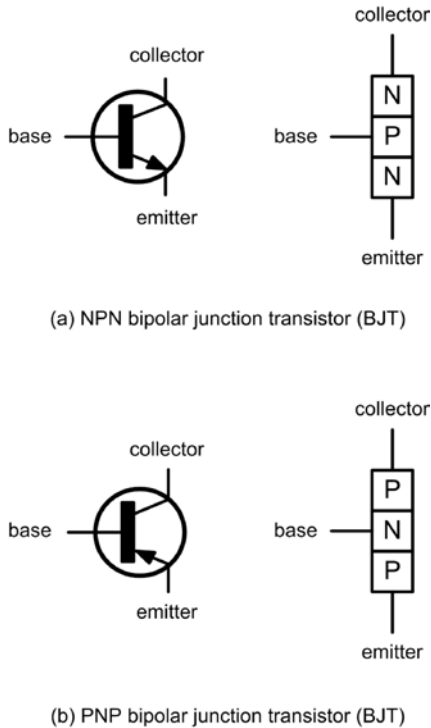 collector
base
emitter
collector
N
P
N
emitter
base
(a) NPN bipolar junction transistor (BJT)
collector
base
emitter
collector
P
N
P
emitter
base
(b) PNP bipolar junction transistor (BJT)